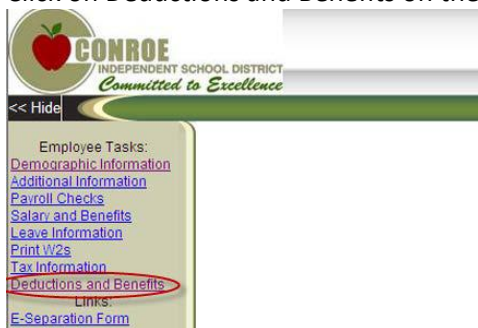 Click on Deductions and Benefits on the
CONROE
INDEPENDENT SCHOOL DISTRICT
Committed to Excellence
<< Hide
Employee Tasks:
Demographic Information
Additional Information
Payroll Checks
Salary and Benefits
Leave Information
Print W2s
Tax Information
Deductions and Benefits
Links:
E-Separation Form